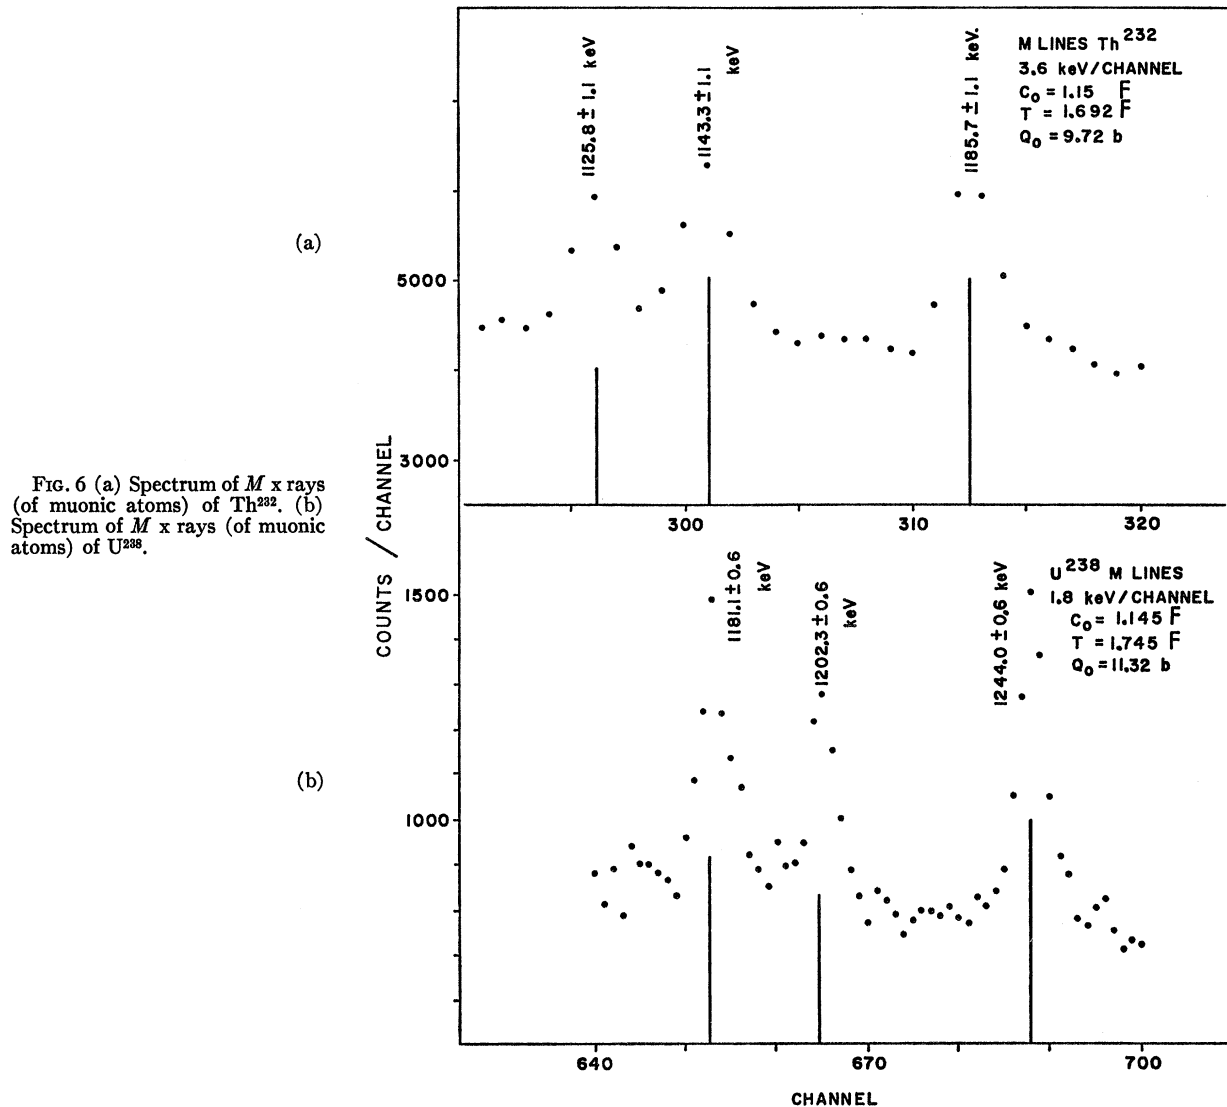 1125.8 ± 1.1 keV
1143.3 ± 1.1
keV
1185.7 ± 1.1 keV.
M LINES Th²³²
3.6 keV/CHANNEL
C₀ = 1.15 F
T = 1.692 F
Q₀ = 9.72 b
(a)
5000
3000
300
310
320
FIG. 6 (a) Spectrum of M x rays
(of muonic atoms) of Th²³². (b)
Spectrum of M x rays (of muonic
atoms) of U²³⁸.
COUNTS / CHANNEL
1181.1 ± 0.6
keV
1202.3 ± 0.6
keV
1244.0 ± 0.6 keV
U²³⁸ M LINES
1.8 keV/CHANNEL
C₀ = 1.145 F
T = 1.745 F
Q₀ = 11.32 b
(b)
1500
1000
640
670
700
CHANNEL